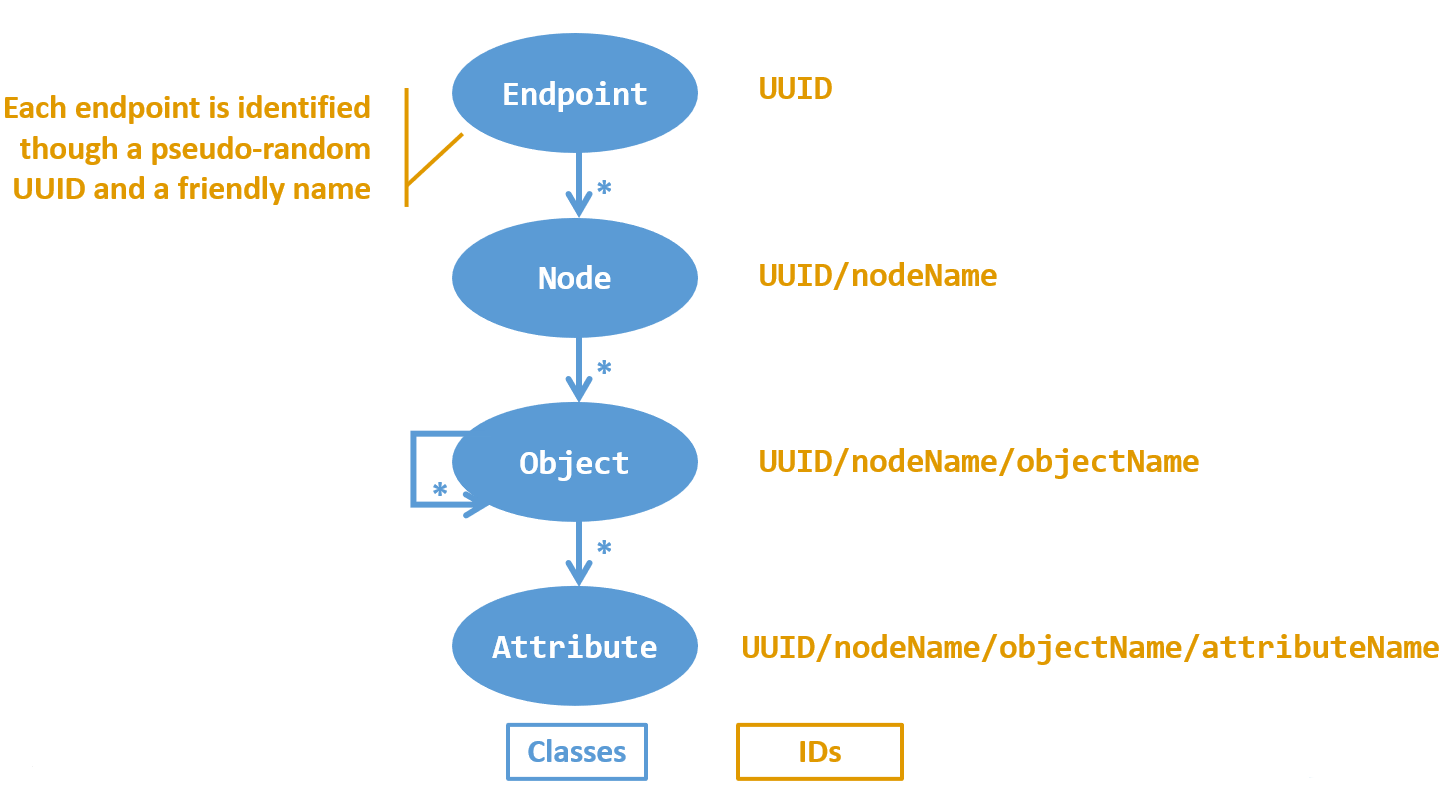 Endpoint
UUID
Each endpoint is identified
though a pseudo-random
UUID and a friendly name
*
Node
UUID/nodeName
*
Object
UUID/nodeName/objectName
*
*
Attribute
UUID/nodeName/objectName/attributeName
Classes
IDs